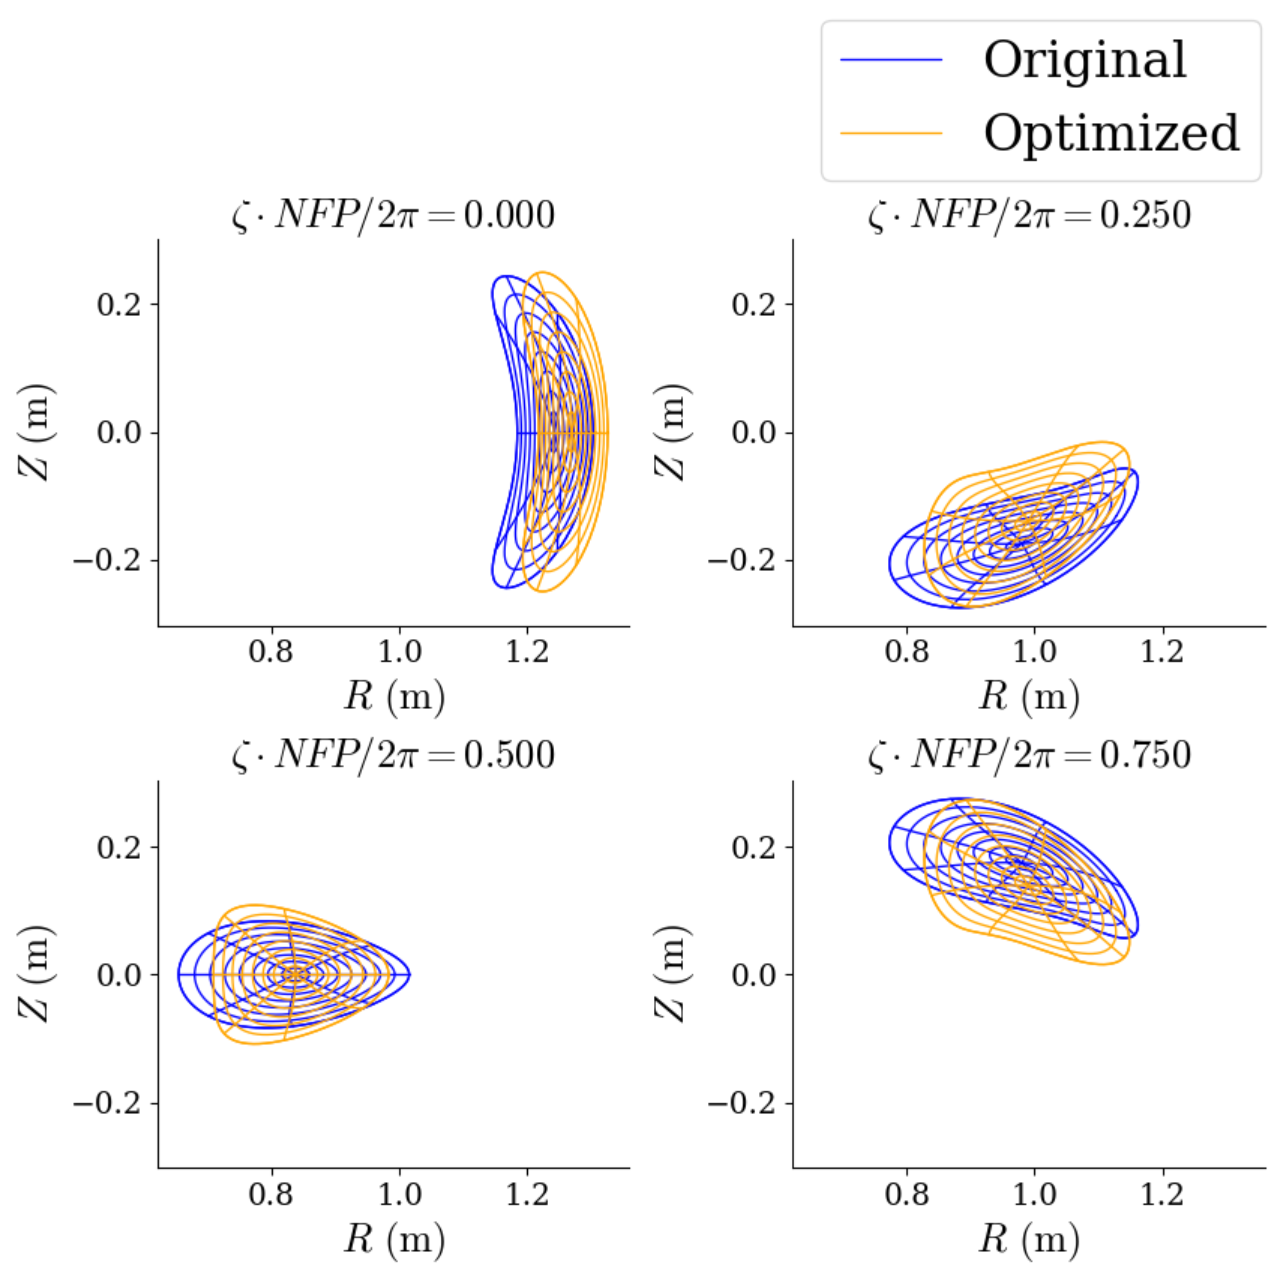 Original
Optimized
ζ · NFP/2π = 0.000
ζ · NFP/2π = 0.250
0.2
0.0
−0.2
Z (m)
0.8 1.0 1.2
R (m)
0.2
0.0
−0.2
Z (m)
0.8 1.0 1.2
R (m)
ζ · NFP/2π = 0.500
ζ · NFP/2π = 0.750
0.2
0.0
−0.2
Z (m)
0.8 1.0 1.2
R (m)
0.2
0.0
−0.2
Z (m)
0.8 1.0 1.2
R (m)